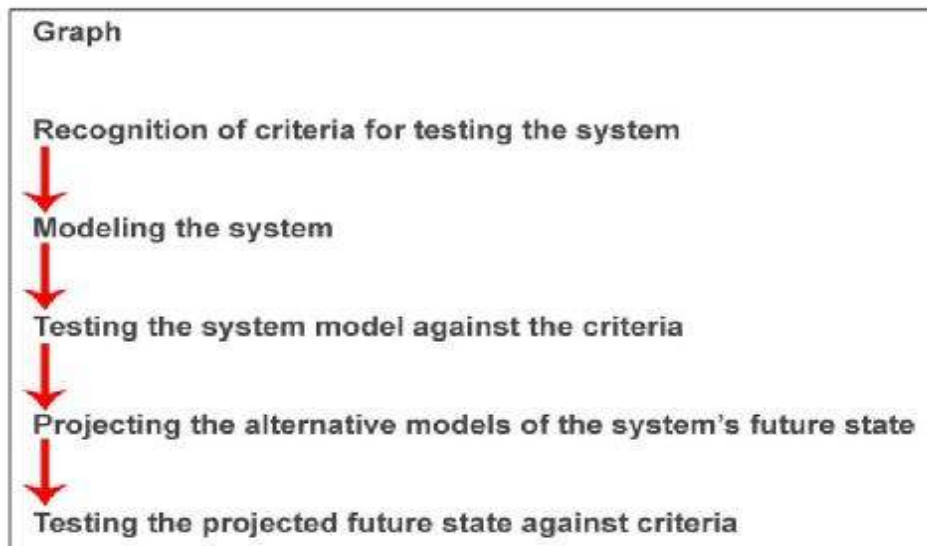 Graph
Recognition of criteria for testing the system
Modeling the system
Testing the system model against the criteria
Projecting the alternative models of the system's future state
Testing the projected future state against criteria